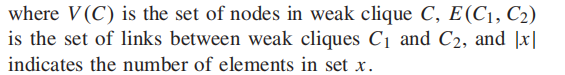 where V(C) is the set of nodes in weak clique C, E(C₁, C₂)
is the set of links between weak cliques C₁ and C₂, and |x|
indicates the number of elements in set x.